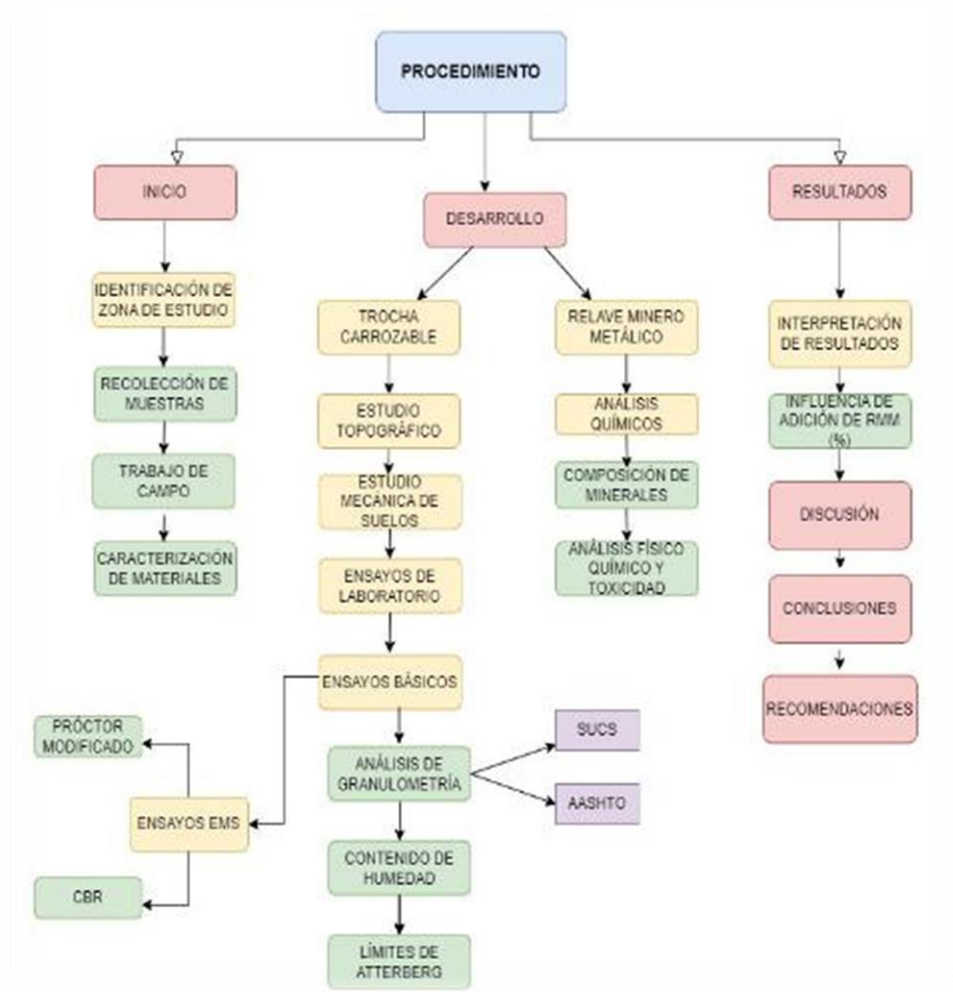 PROCEDIMIENTO
INICIO
IDENTIFICACIÓN DE
ZONA DE ESTUDIO
RECOLECCIÓN DE
MUESTRAS
TRABAJO DE
CAMPO
CARACTERIZACIÓN
DE MATERIALES
DESARROLLO
TROCHA
CARROZABLE
ESTUDIO
TOPOGRÁFICO
ESTUDIO
MECÁNICA DE
SUELOS
ENSAYOS DE
LABORATORIO
ENSAYOS BÁSICOS
ANÁLISIS DE
GRANULOMETRÍA
SUCS
AASHTO
CONTENIDO DE
HUMEDAD
LÍMITES DE
ATTERBERG
ENSAYOS EMS
PRÓCTOR
MODIFICADO
CBR
RELAVE MINERO
METÁLICO
ANÁLISIS
QUÍMICOS
COMPOSICIÓN DE
MINERALES
ANÁLISIS FÍSICO
QUÍMICO Y
TOXICIDAD
RESULTADOS
INTERPRETACIÓN
DE RESULTADOS
INFLUENCIA DE
ADICIÓN DE RMM
(%)
DISCUSIÓN
CONCLUSIONES
RECOMENDACIONES